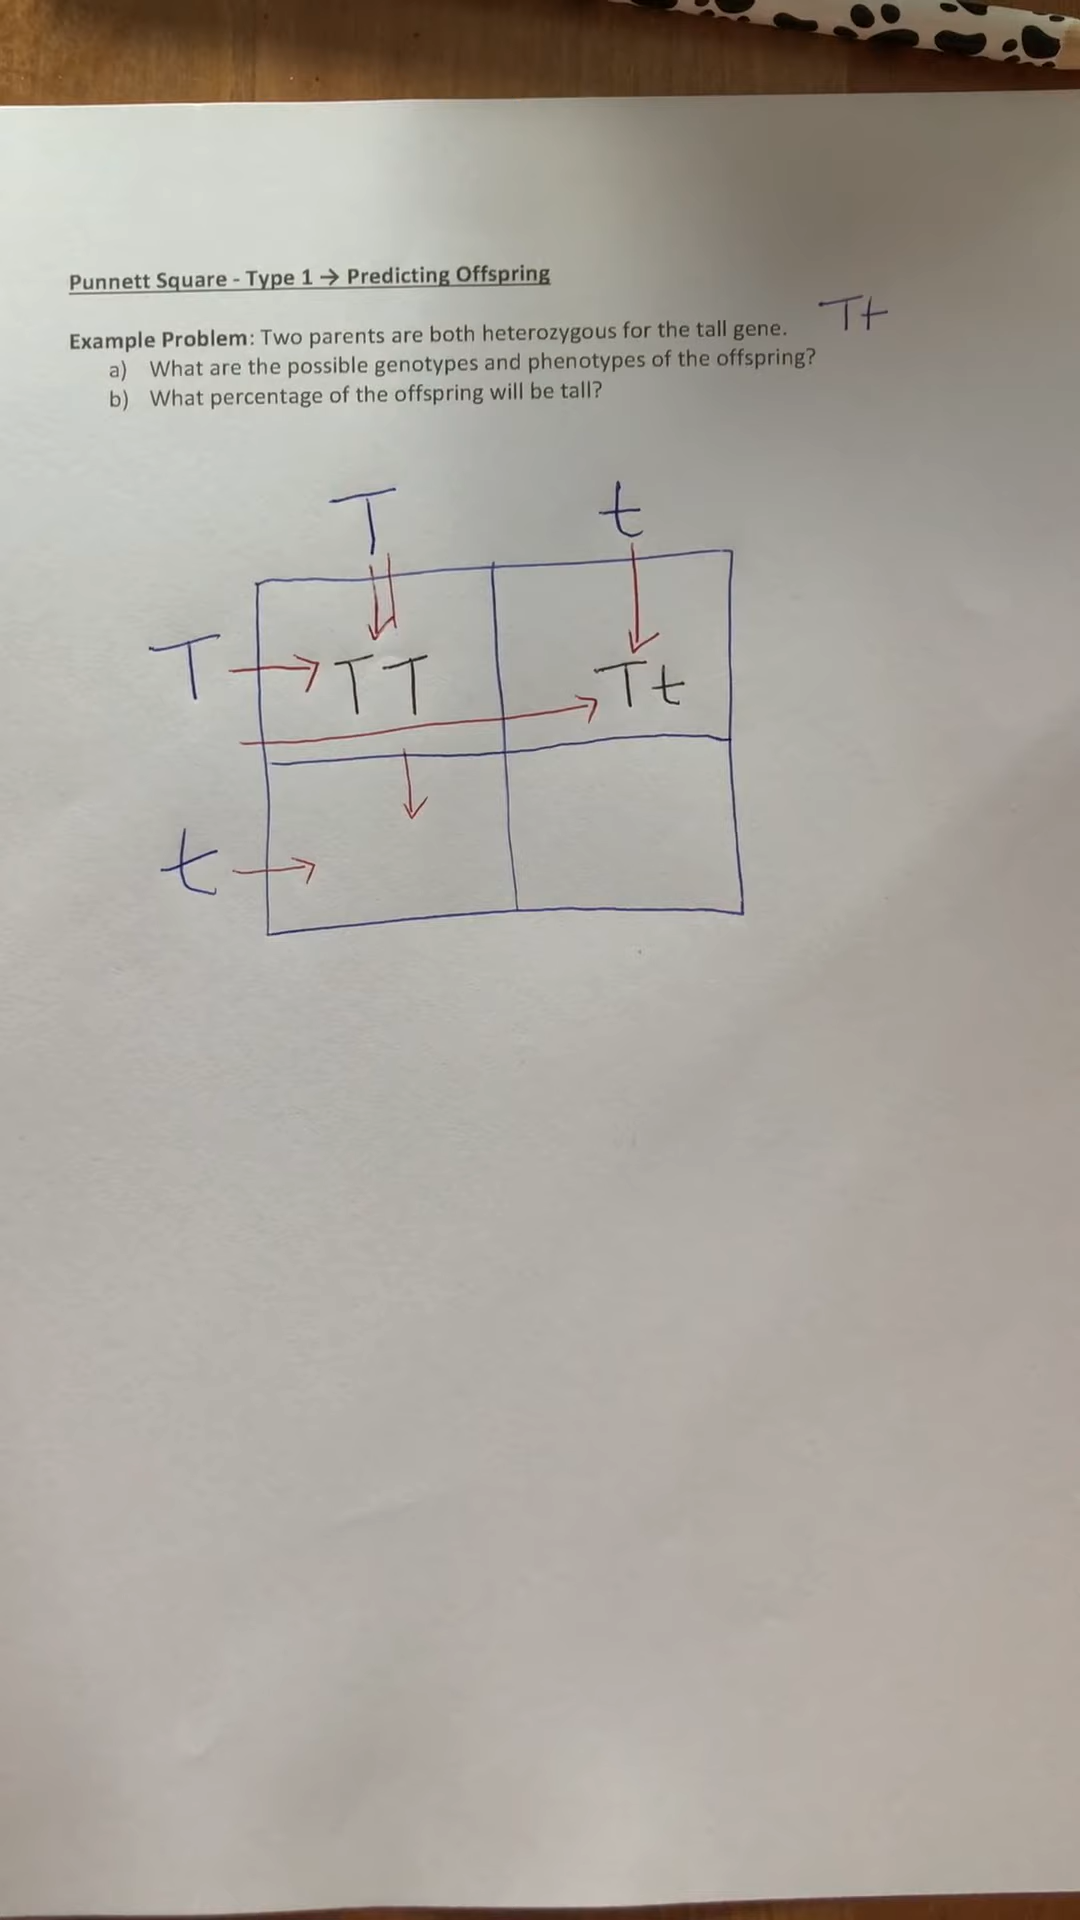 Punnett Square - Type 1 → Predicting Offspring
Example Problem: Two parents are both heterozygous for the tall gene. Tt
a) What are the possible genotypes and phenotypes of the offspring?
b) What percentage of the offspring will be tall?
T t
T TT Tt
t